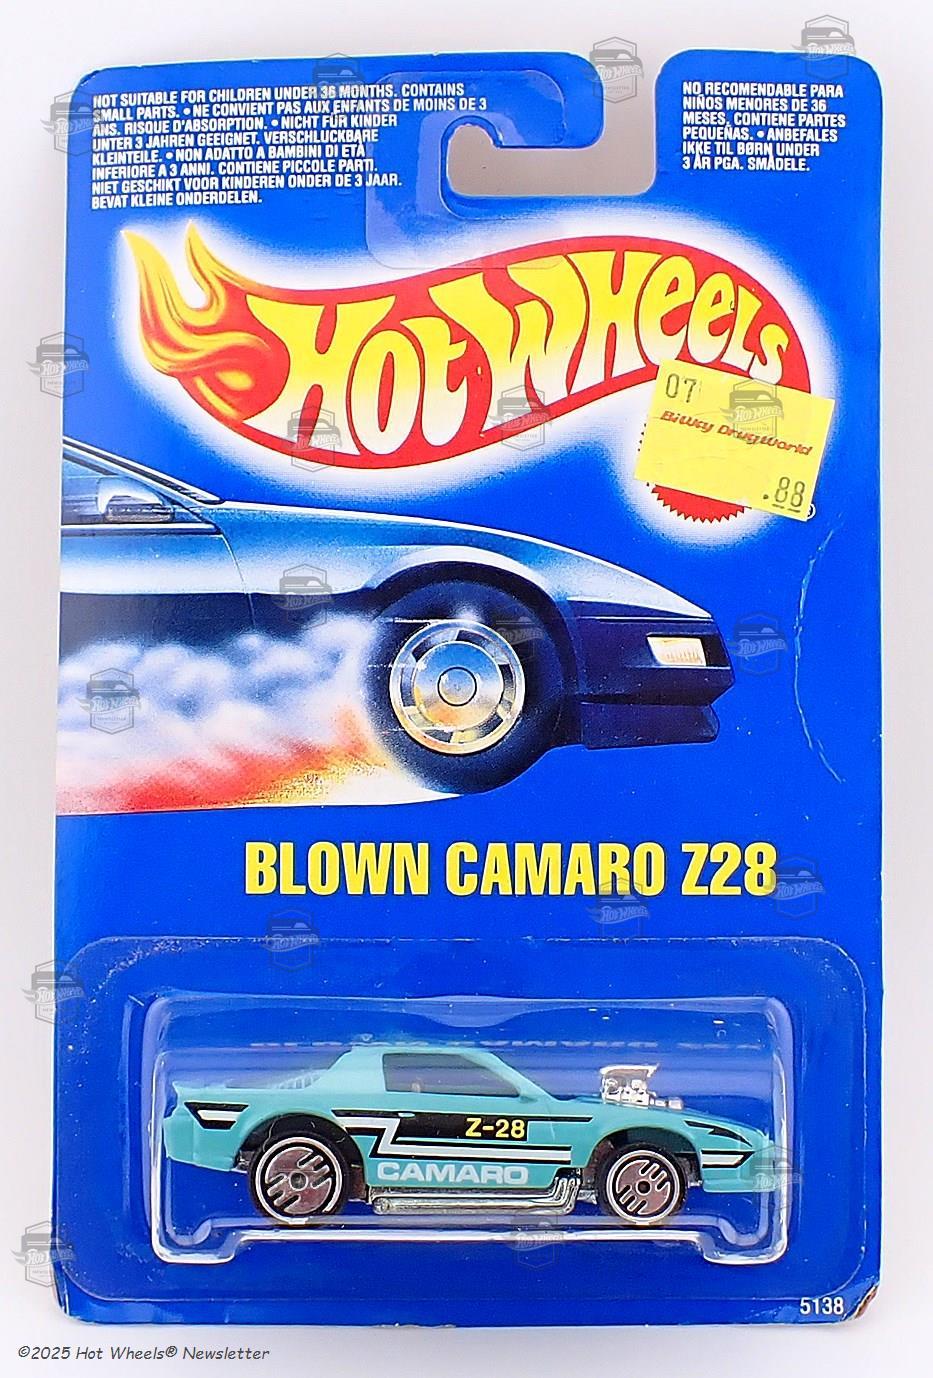 NOT SUITABLE FOR CHILDREN UNDER 36 MONTHS. CONTAINS
SMALL PARTS. • NE CONVIENT PAS AUX ENFANTS DE MOINS DE 3
ANS. RISQUE D'ABSORPTION. • NICHT FÜR KINDER
UNTER 3 JAHREN GEEIGNET. VERSCHLUCKBARE
KLEINTEILE. • NON ADATTO A BAMBINI DI ETÀ
INFERIORE A 3 ANNI. CONTIENE PICCOLE PARTI.
NIET GESCHIKT VOOR KINDEREN ONDER DE 3 JAAR.
BEVAT KLEINE ONDERDELEN.
NO RECOMENDABLE PARA
NIÑOS MENORES DE 36
MESES, CONTIENE PARTES
PEQUEÑAS. • ANBEFALES
IKKE TIL BØRN UNDER
3 ÅR PGA. SMÅDELE.
HOT WHEELS
07
BiWay DrugWorld
.88
BLOWN CAMARO Z28
Z-28
CAMARO
5138
©2025 Hot Wheels® Newsletter